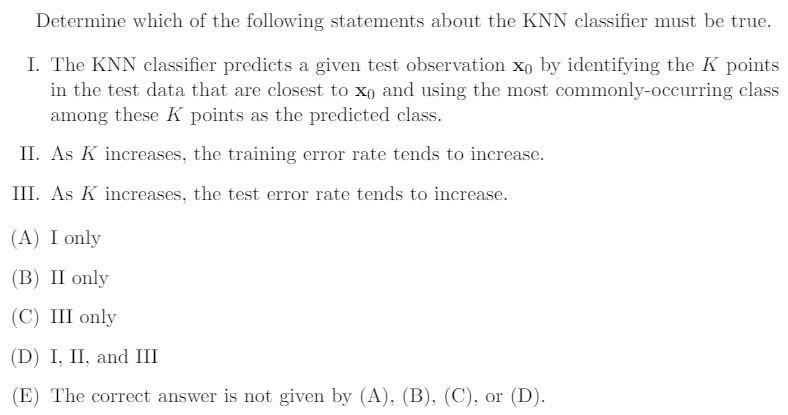 Determine which of the following statements about the KNN classifier must be true.
I. The KNN classifier predicts a given test observation x₀ by identifying the K points
in the test data that are closest to x₀ and using the most commonly-occurring class
among these K points as the predicted class.
II. As K increases, the training error rate tends to increase.
III. As K increases, the test error rate tends to increase.
(A) I only
(B) II only
(C) III only
(D) I, II, and III
(E) The correct answer is not given by (A), (B), (C), or (D).